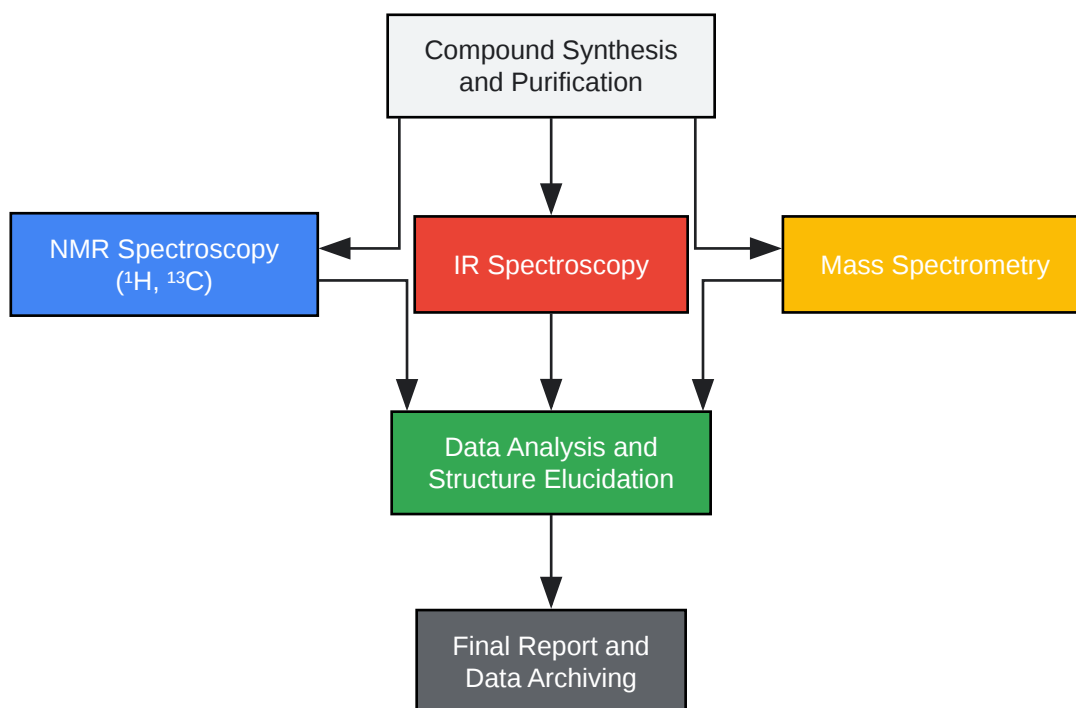 Compound Synthesis
and Purification
NMR Spectroscopy
(¹H, ¹³C)
IR Spectroscopy
Mass Spectrometry
Data Analysis and
Structure Elucidation
Final Report and
Data Archiving